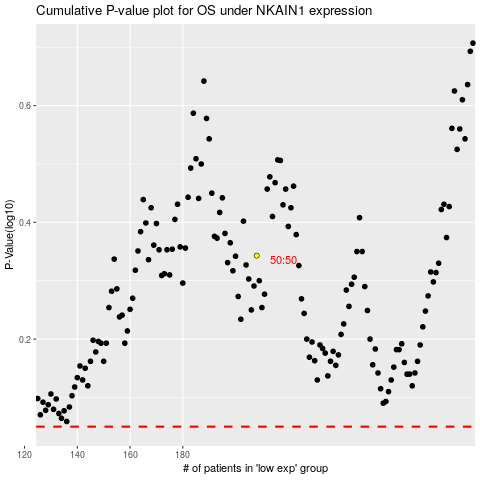 Cumulative P-value plot for OS under NKAIN1 expression
P-Value(log10)
0.6
0.4
0.2
50:50
120 140 160 180
# of patients in 'low exp' group